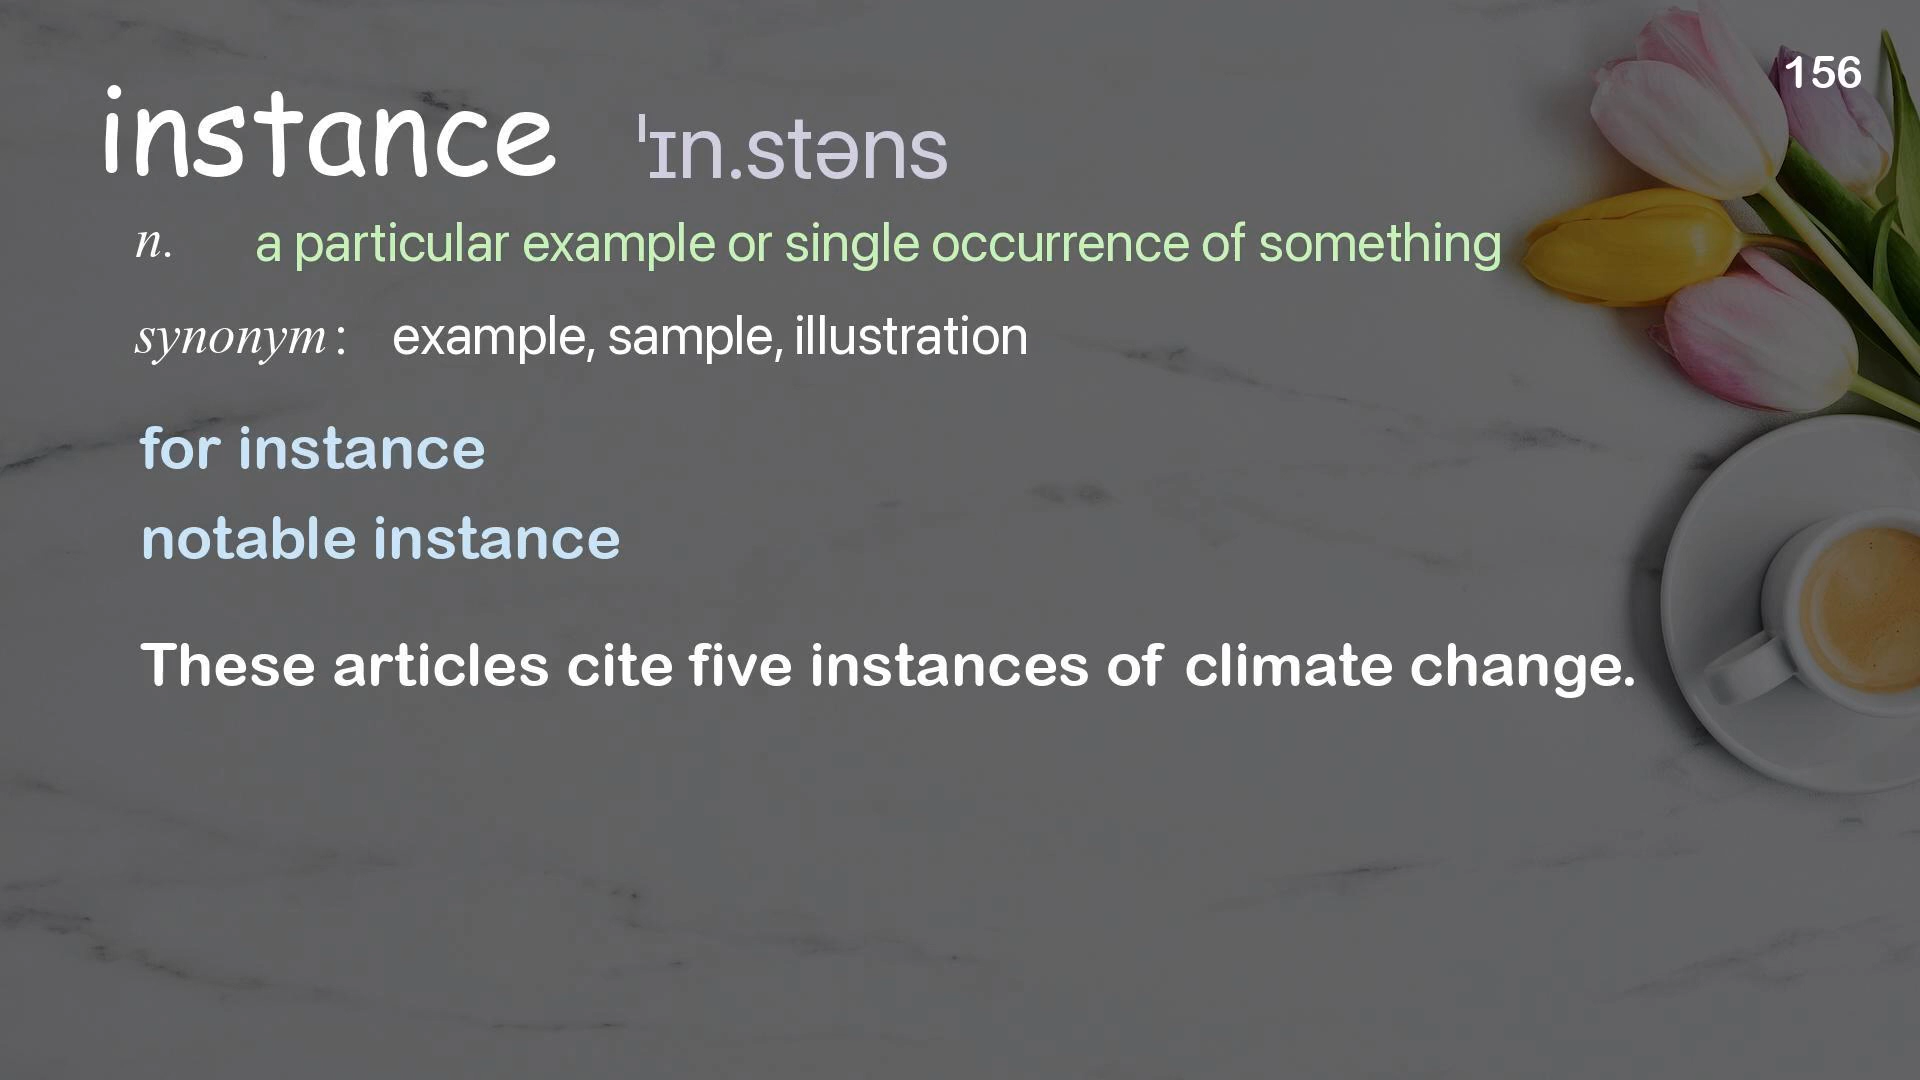 156
instance ˈɪn.stəns
n. a particular example or single occurrence of something
synonym : example, sample, illustration
for instance
notable instance
These articles cite five instances of climate change.